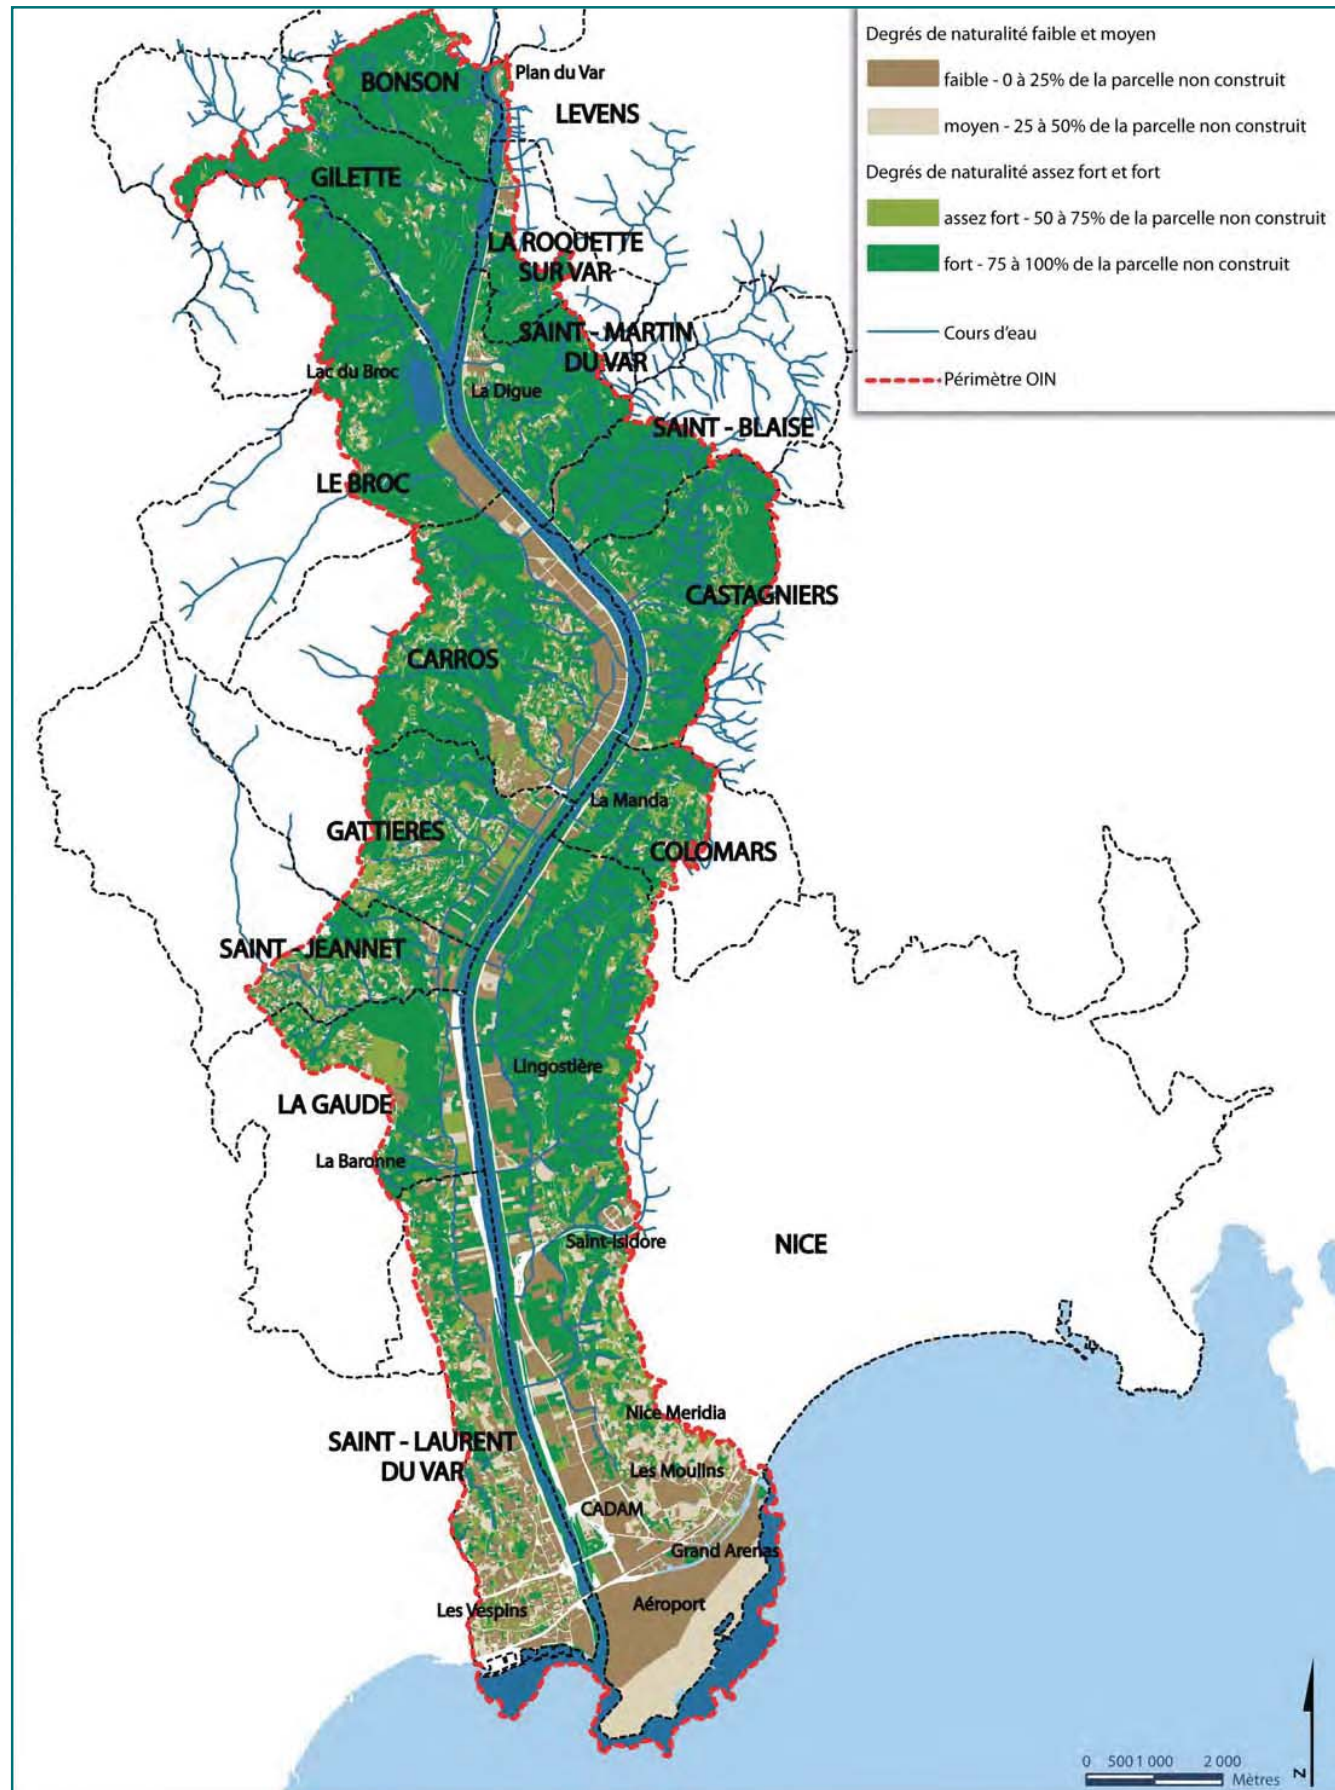 Degrés de naturalité faible et moyen
faible - 0 à 25% de la parcelle non construit
moyen - 25 à 50% de la parcelle non construit
Degrés de naturalité assez fort et fort
assez fort - 50 à 75% de la parcelle non construit
fort - 75 à 100% de la parcelle non construit
Cours d'eau
Périmètre OIN
Plan du Var
BONSON
LEVENS
GILETTE
LA ROQUETTE
SUR VAR
SAINT - MARTIN
DU VAR
Lac du Broc
La Digue
SAINT - BLAISE
LE BROC
CASTAGNIERS
CARROS
La Manda
GATTIERES
COLOMARS
SAINT - JEANNET
Lingostière
LA GAUDE
La Baronne
Saint-Isidore
NICE
Nice Meridia
SAINT - LAURENT
DU VAR
Les Moulins
CADAM
Grand Arenas
Aéroport
Les Vespins
0 500 1 000 2 000
Mètres
N